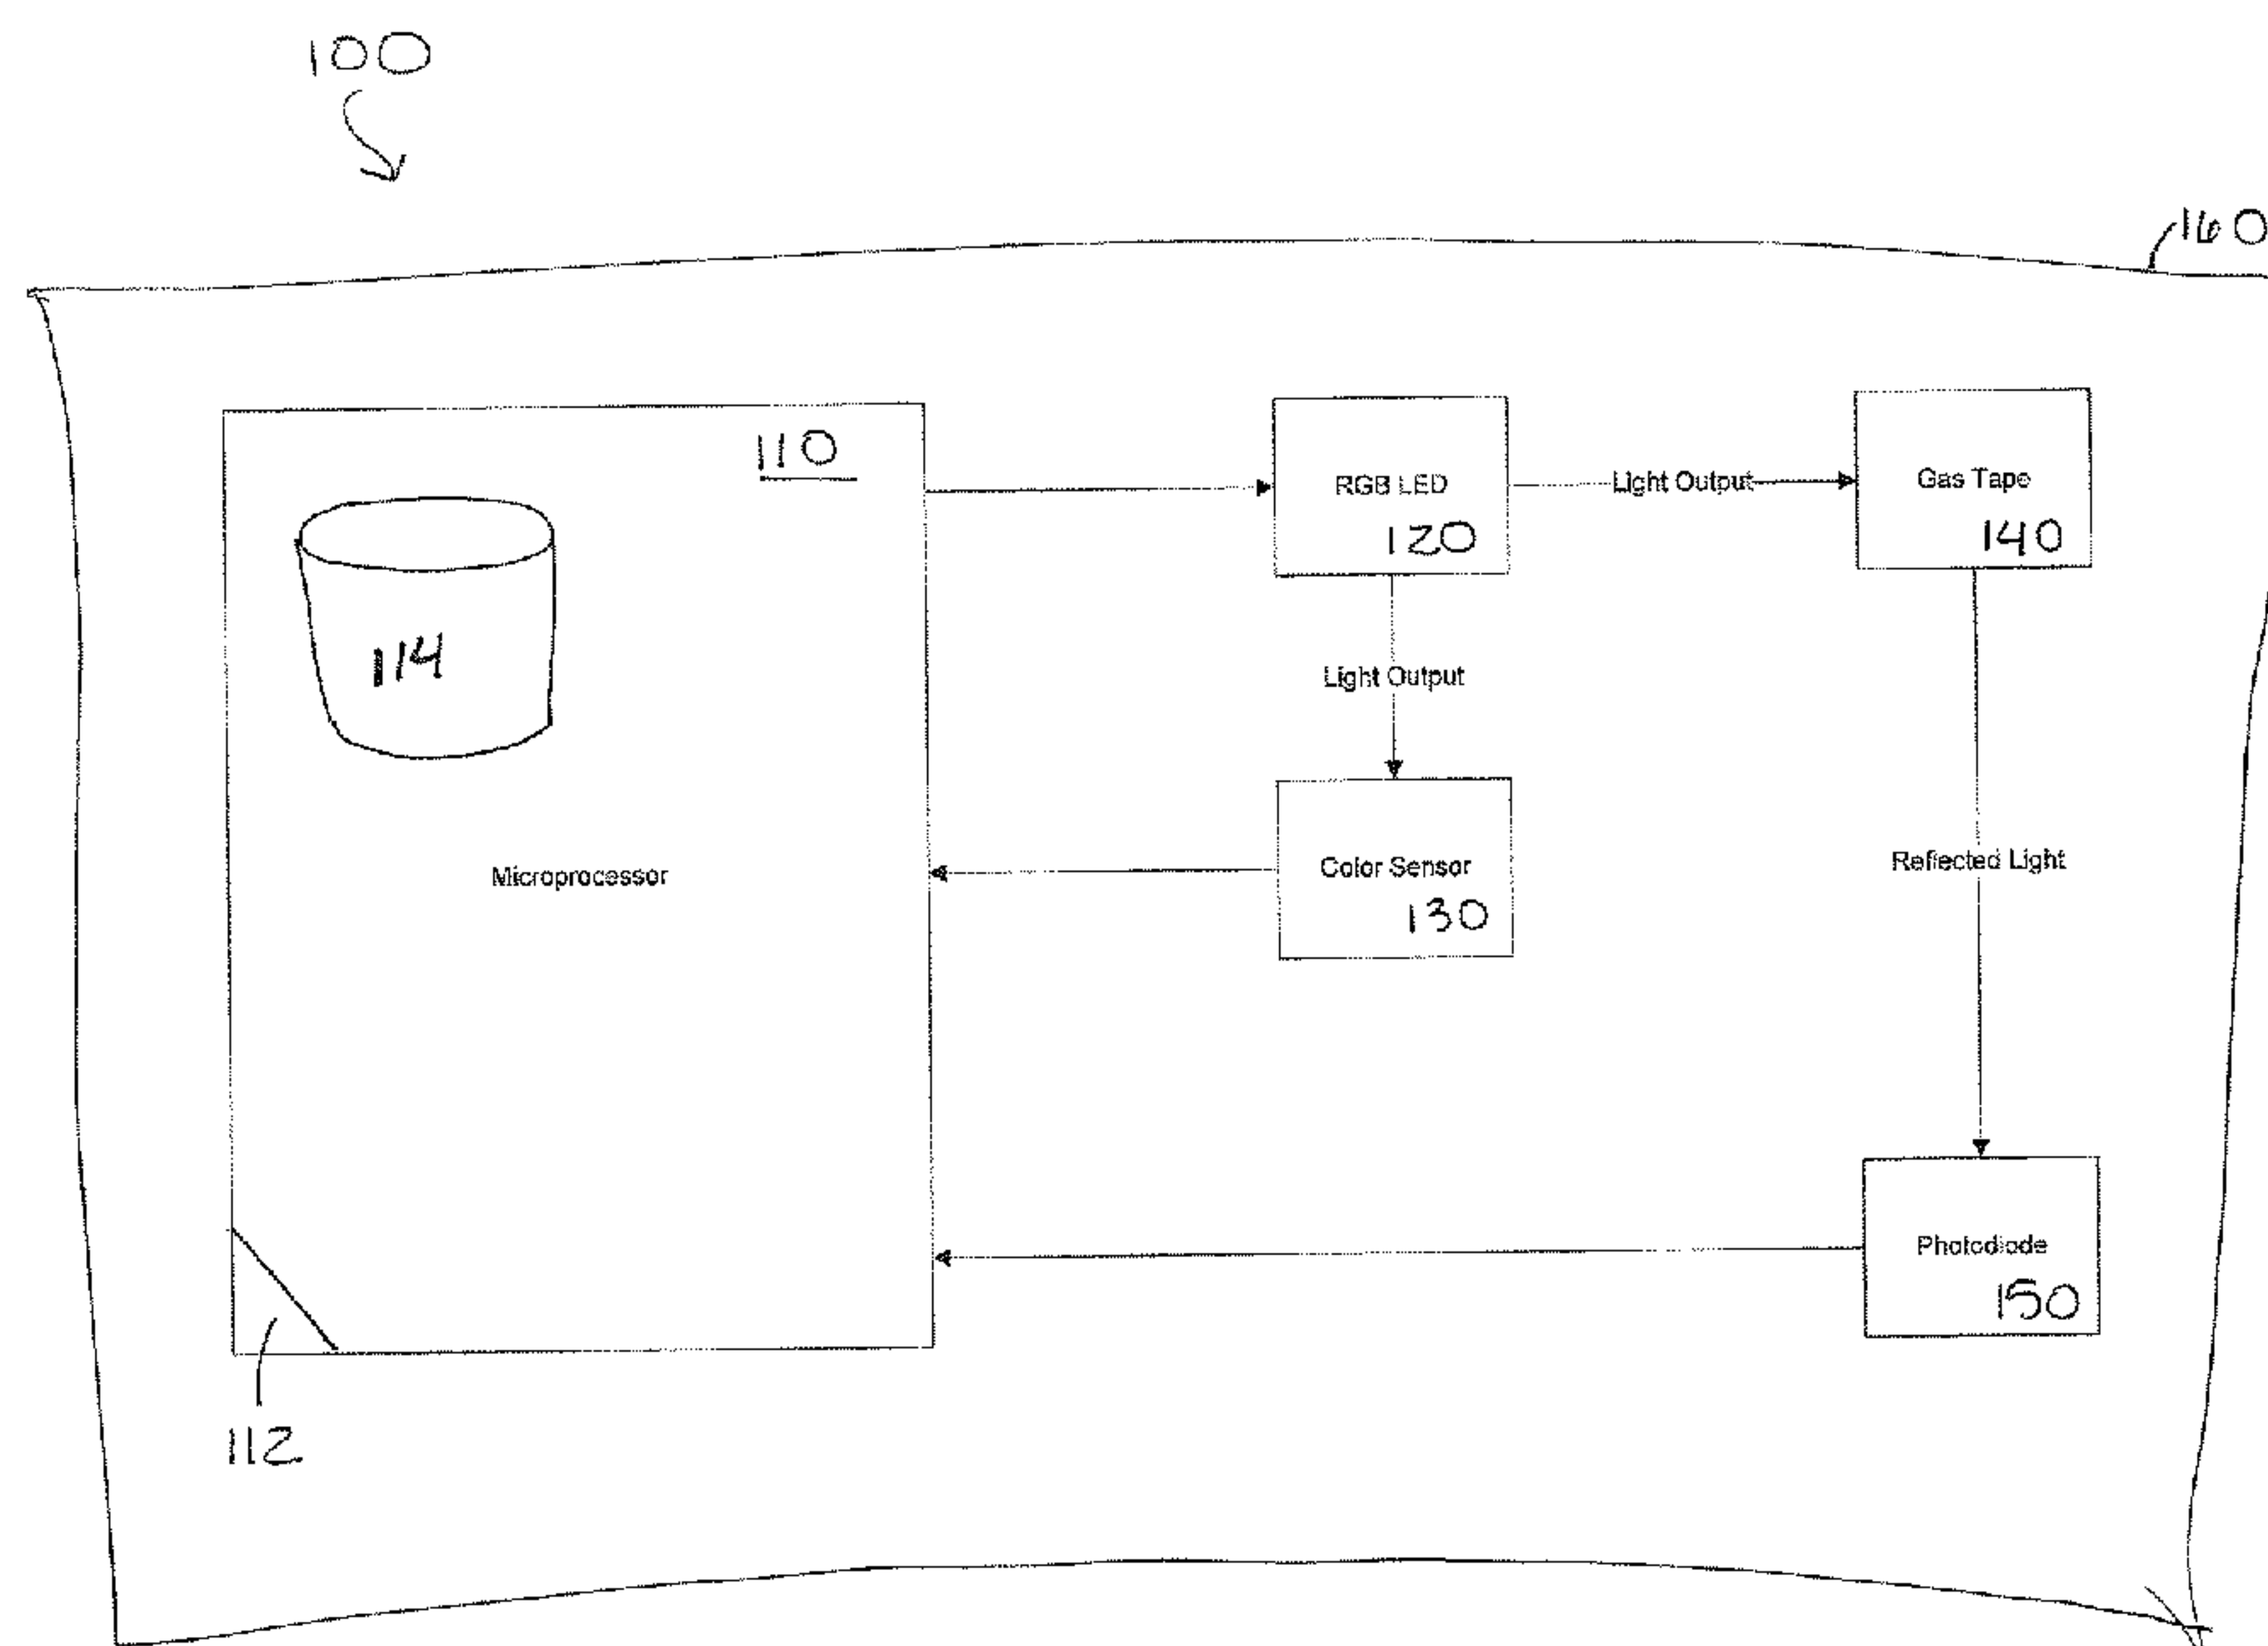 100
160
110
RGB LED
120
Light Output
Gas Tape
140
114
Light Output
Microprocessor
Color Sensor
130
Reflected Light
Photodiode
150
112